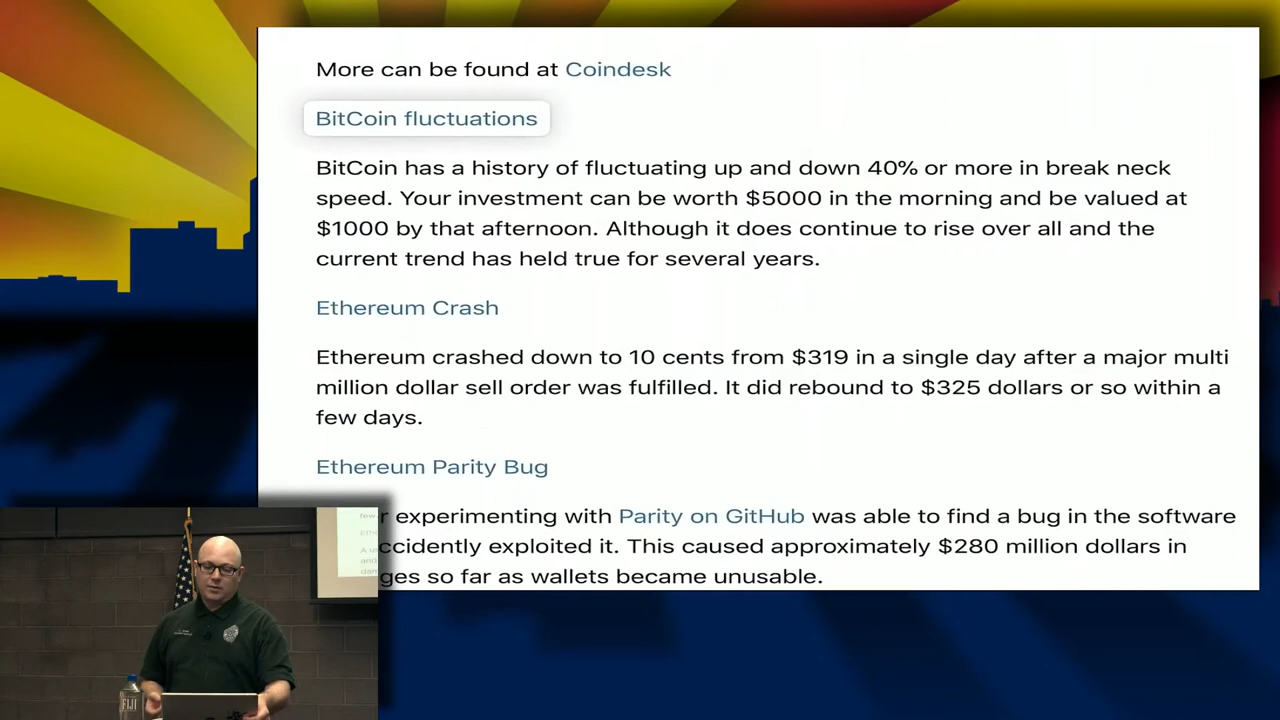 More can be found at Coindesk
BitCoin fluctuations
BitCoin has a history of fluctuating up and down 40% or more in break neck
speed. Your investment can be worth $5000 in the morning and be valued at
$1000 by that afternoon. Although it does continue to rise over all and the
current trend has held true for several years.
Ethereum Crash
Ethereum crashed down to 10 cents from $319 in a single day after a major multi
million dollar sell order was fulfilled. It did rebound to $325 dollars or so within a
few days.
Ethereum Parity Bug
r experimenting with Parity on GitHub was able to find a bug in the software
ccidently exploited it. This caused approximately $280 million dollars in
ges so far as wallets became unusable.
few
A u
and
dam
FIJI